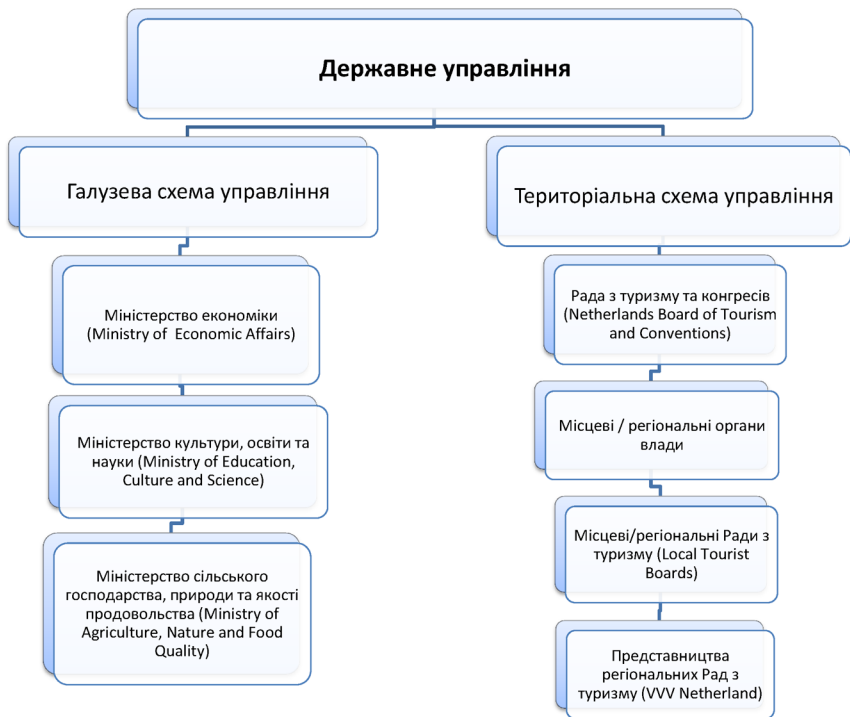 Державне управління
Галузева схема управління
Міністерство економіки
(Ministry of Economic Affairs)
Міністерство культури, освіти та
науки (Ministry of Education,
Culture and Science)
Міністерство сільського
господарства, природи та якості
продовольства (Ministry of
Agriculture, Nature and Food
Quality)
Територіальна схема управління
Рада з туризму та конгресів
(Netherlands Board of Tourism
and Conventions)
Місцеві / регіональні органи
влади
Місцеві/регіональні Ради з
туризму (Local Tourist
Boards)
Представництва
регіональних Рад з
туризму (VVV Netherland)